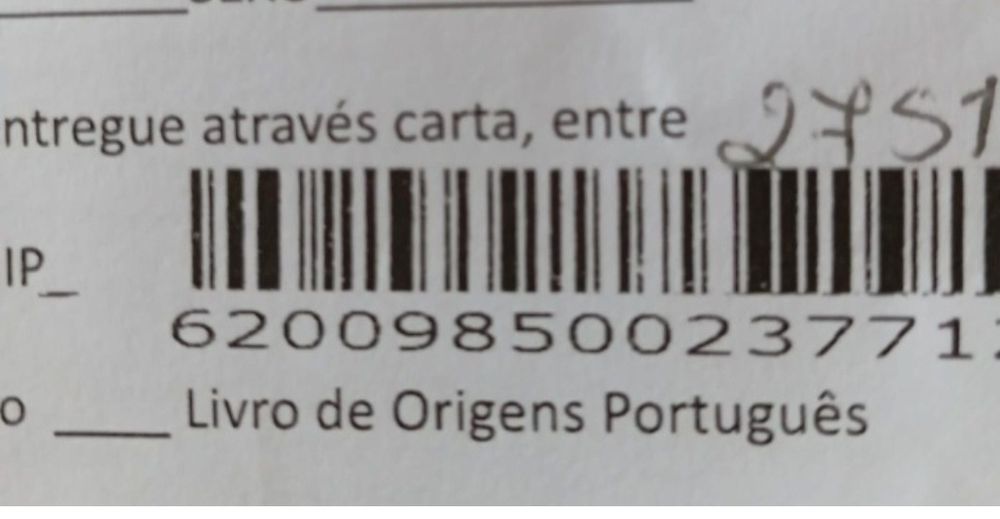 ntregue através carta, entre 2751
IP_
62009850023771
o ____ Livro de Origens Português